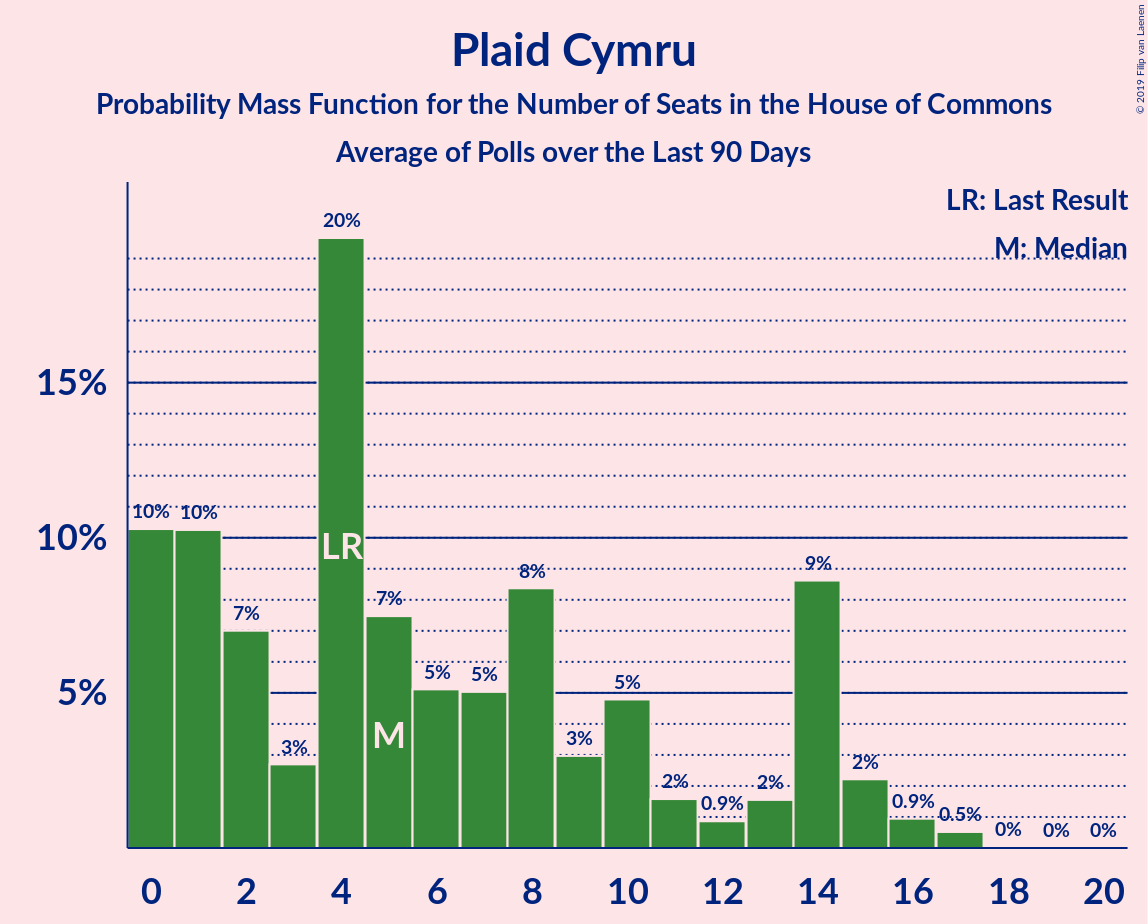 Plaid Cymru
Probability Mass Function for the Number of Seats in the House of Commons
Average of Polls over the Last 90 Days
© 2019 Filip van Laenen
LR: Last Result
M: Median
15%
10%
5%
10%
10%
7%
3%
20%
LR
7%
M
5%
5%
8%
3%
5%
2%
0.9%
2%
9%
2%
0.9%
0.5%
0%
0%
0%
0 2 4 6 8 10 12 14 16 18 20